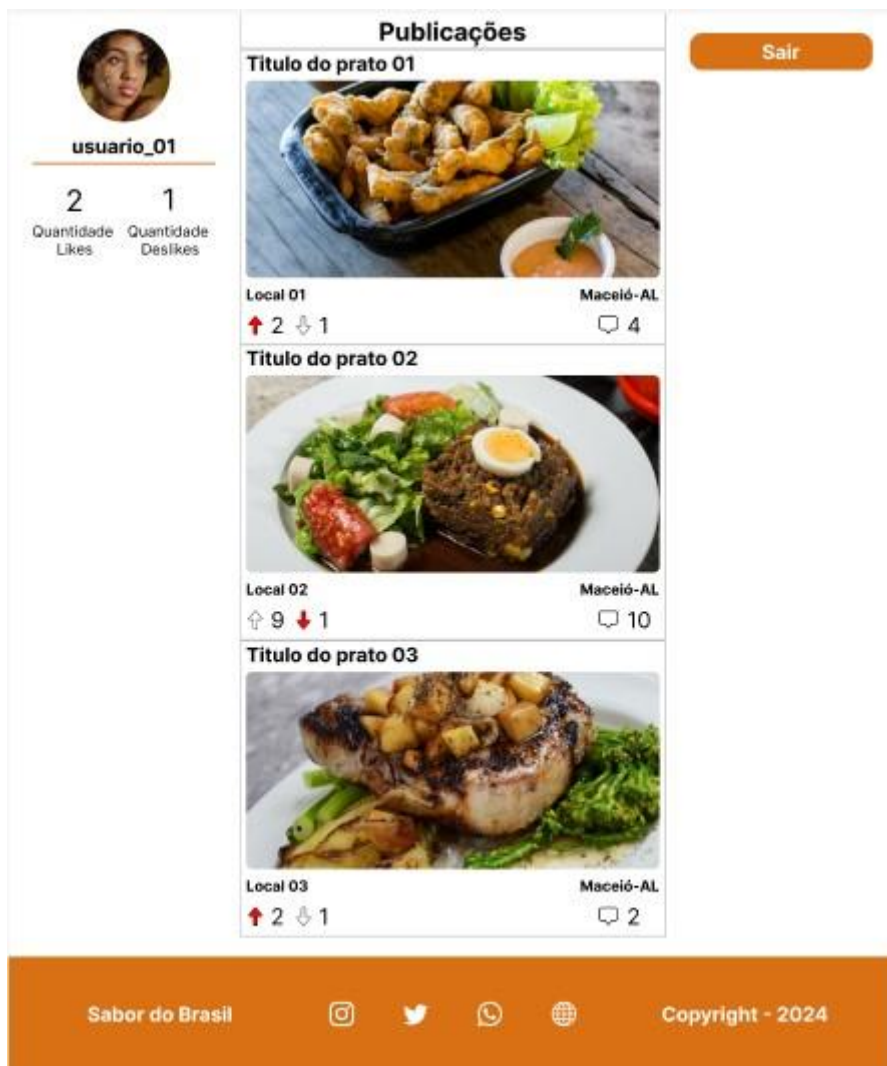 usuario_01
2 1
Quantidade Likes
Quantidade Deslikes
Publicações
Titulo do prato 01
Local 01 Maceió-AL
2 1 4
Titulo do prato 02
Local 02 Maceió-AL
9 1 10
Titulo do prato 03
Local 03 Maceió-AL
2 1 2
Sair
Sabor do Brasil Copyright - 2024